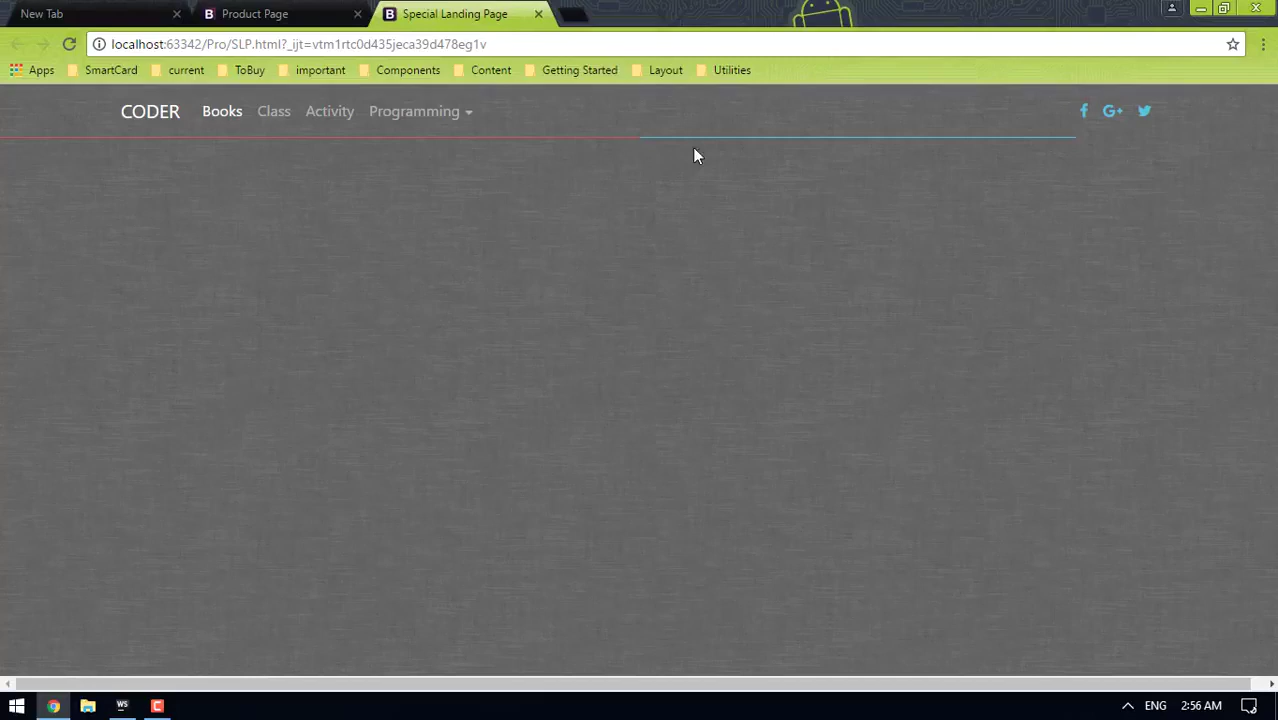 New Tab
Product Page
Special Landing Page
localhost:63342/Pro/SLP.html?_ijt=vtm1rtc0d435jeca39d478eg1v
Apps SmartCard current ToBuy important Components Content Getting Started Layout Utilities
CODER Books Class Activity Programming f G+
WS C ENG 2:56 AM